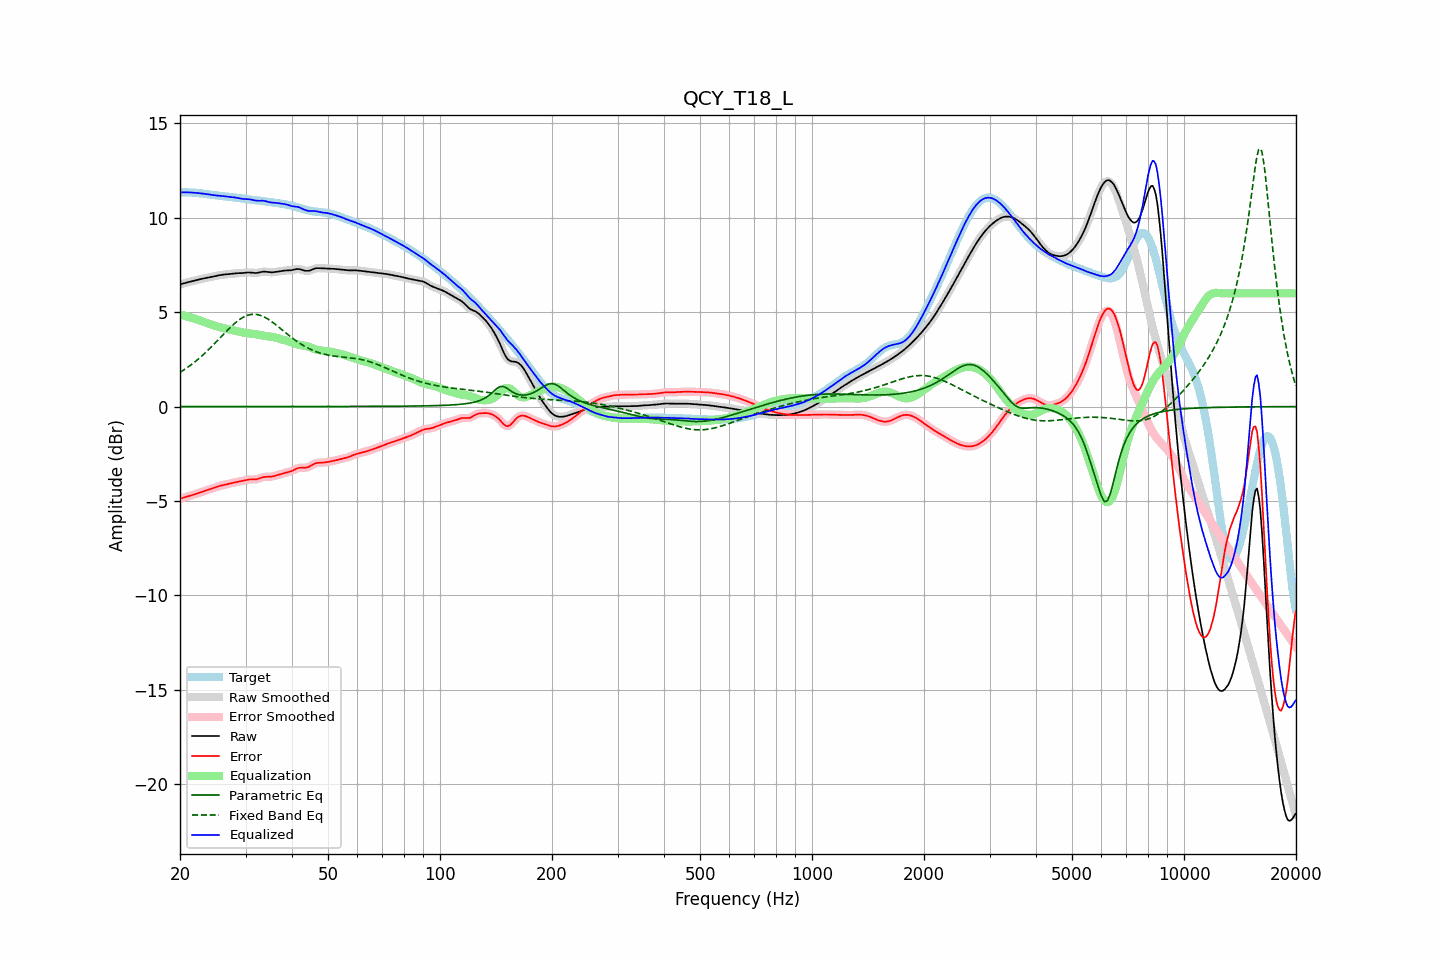 QCY_T18_L
15
10
5
0
−5
−10
−15
−20
Amplitude (dBr)
Target
Raw Smoothed
Error Smoothed
Raw
Error
Equalization
Parametric Eq
Fixed Band Eq
Equalized
20 50 100 200 500 1000 2000 5000 10000 20000
Frequency (Hz)